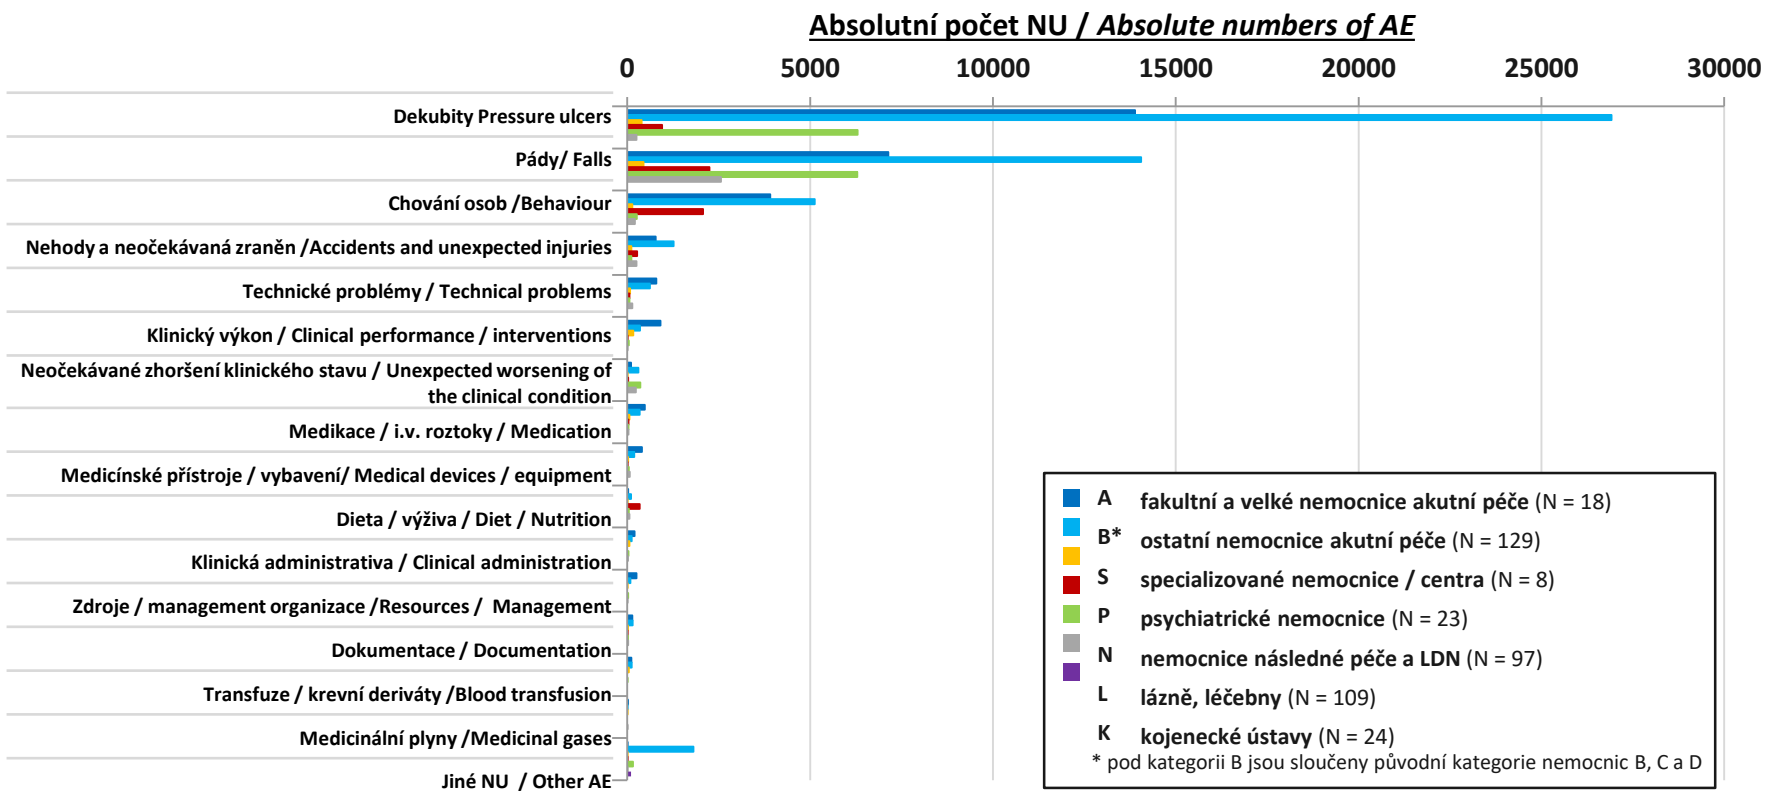 Absolutní počet NU / Absolute numbers of AE
0 5000 10000 15000 20000 25000 30000
Dekubity Pressure ulcers
Pády/ Falls
Chování osob /Behaviour
Nehody a neočekávaná zraněn /Accidents and unexpected injuries
Technické problémy / Technical problems
Klinický výkon / Clinical performance / interventions
Neočekávané zhoršení klinického stavu / Unexpected worsening of
the clinical condition
Medikace / i.v. roztoky / Medication
Medicínské přístroje / vybavení/ Medical devices / equipment
Dieta / výživa / Diet / Nutrition
Klinická administrativa / Clinical administration
Zdroje / management organizace /Resources / Management
Dokumentace / Documentation
Transfuze / krevní deriváty /Blood transfusion
Medicinální plyny /Medicinal gases
Jiné NU / Other AE
A fakultní a velké nemocnice akutní péče (N = 18)
B* ostatní nemocnice akutní péče (N = 129)
S specializované nemocnice / centra (N = 8)
P psychiatrické nemocnice (N = 23)
N nemocnice následné péče a LDN (N = 97)
L lázně, léčebny (N = 109)
K kojenecké ústavy (N = 24)
* pod kategorii B jsou sloučeny původní kategorie nemocnic B, C a D